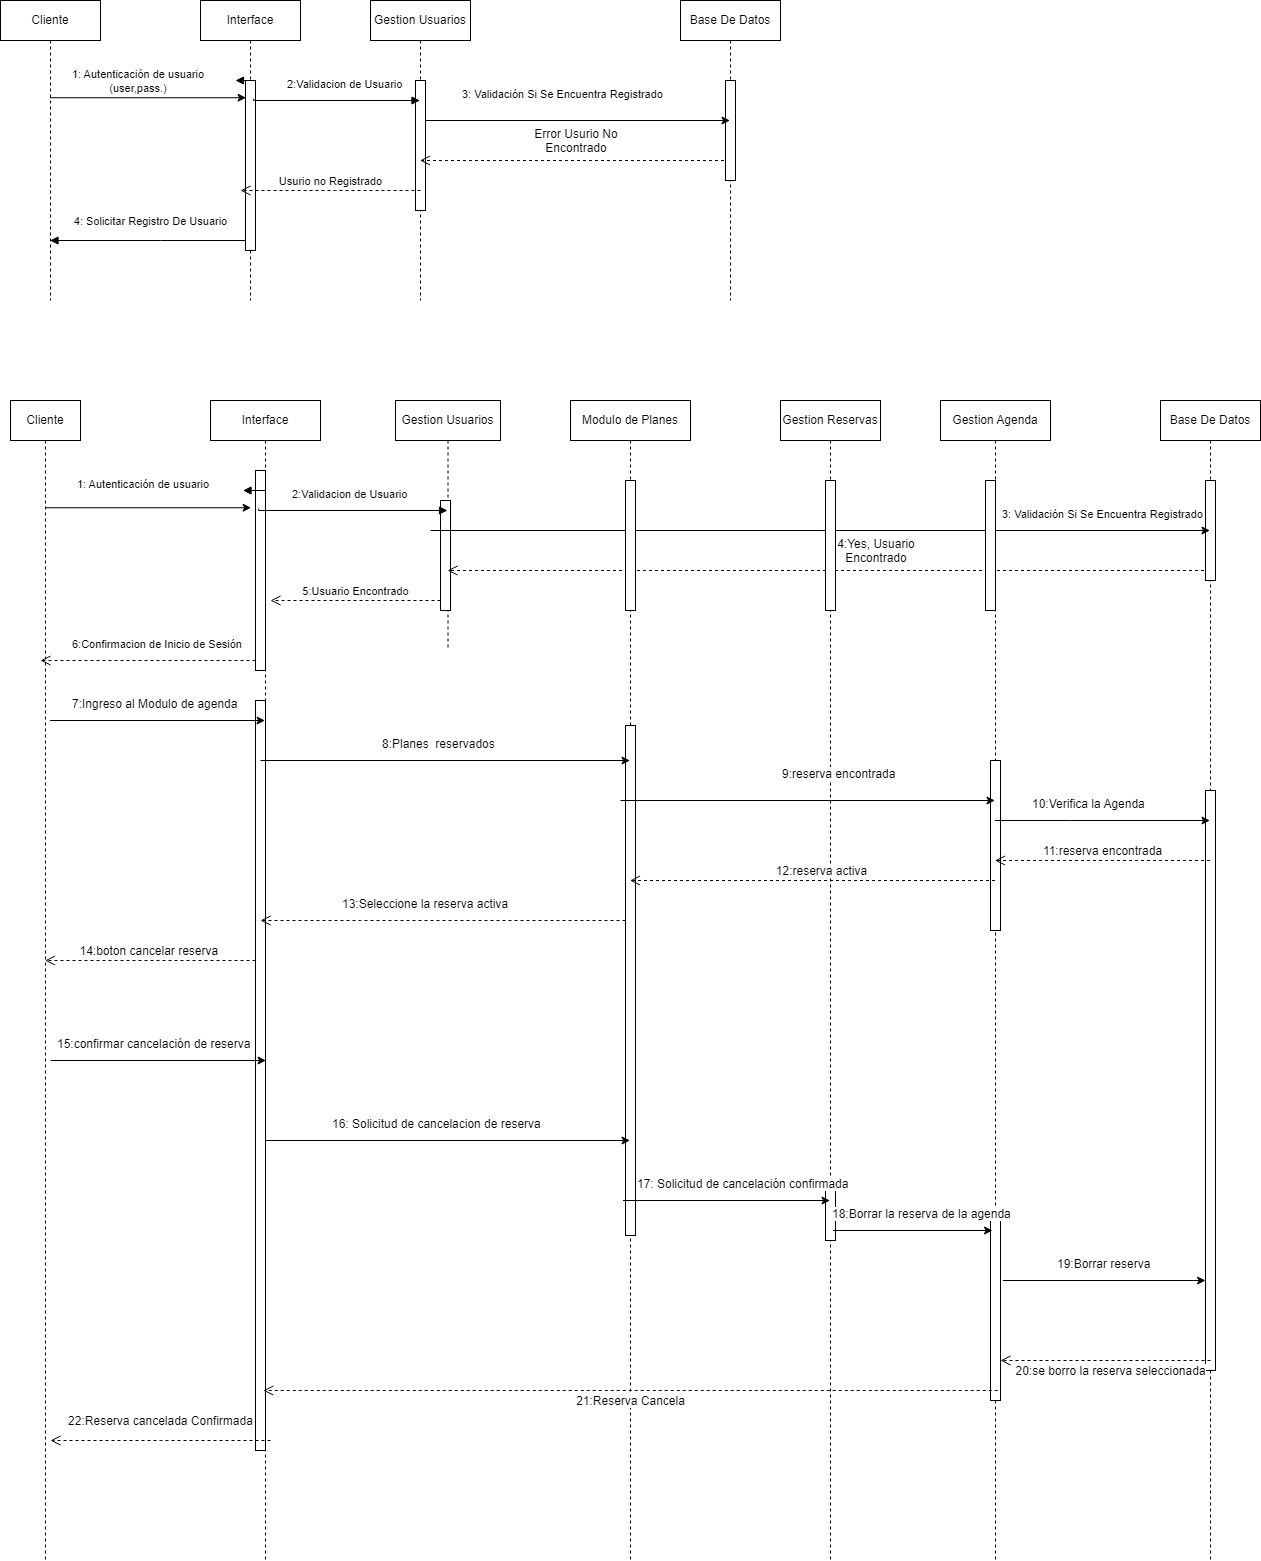 Cliente
Interface
Gestion Usuarios
Base De Datos
1: Autenticación de usuario
(user,pass.)
2:Validacion de Usuario
3: Validación Si Se Encuentra Registrado
Error Usurio No
Encontrado
Usurio no Registrado
4: Solicitar Registro De Usuario
Cliente
Interface
Gestion Usuarios
Modulo de Planes
Gestion Reservas
Gestion Agenda
Base De Datos
1: Autenticación de usuario
2:Validacion de Usuario
3: Validación Si Se Encuentra Registrado
4:Yes, Usuario
Encontrado
5:Usuario Encontrado
6:Confirmacion de Inicio de Sesión
7:Ingreso al Modulo de agenda
8:Planes  reservados
9:reserva encontrada
10:Verifica la Agenda
11:reserva encontrada
12:reserva activa
13:Seleccione la reserva activa
14:boton cancelar reserva
15:confirmar cancelación de reserva
16: Solicitud de cancelacion de reserva
17: Solicitud de cancelación confirmada
18:Borrar la reserva de la agenda
19:Borrar reserva
20:se borro la reserva seleccionada
21:Reserva Cancela
22:Reserva cancelada Confirmada